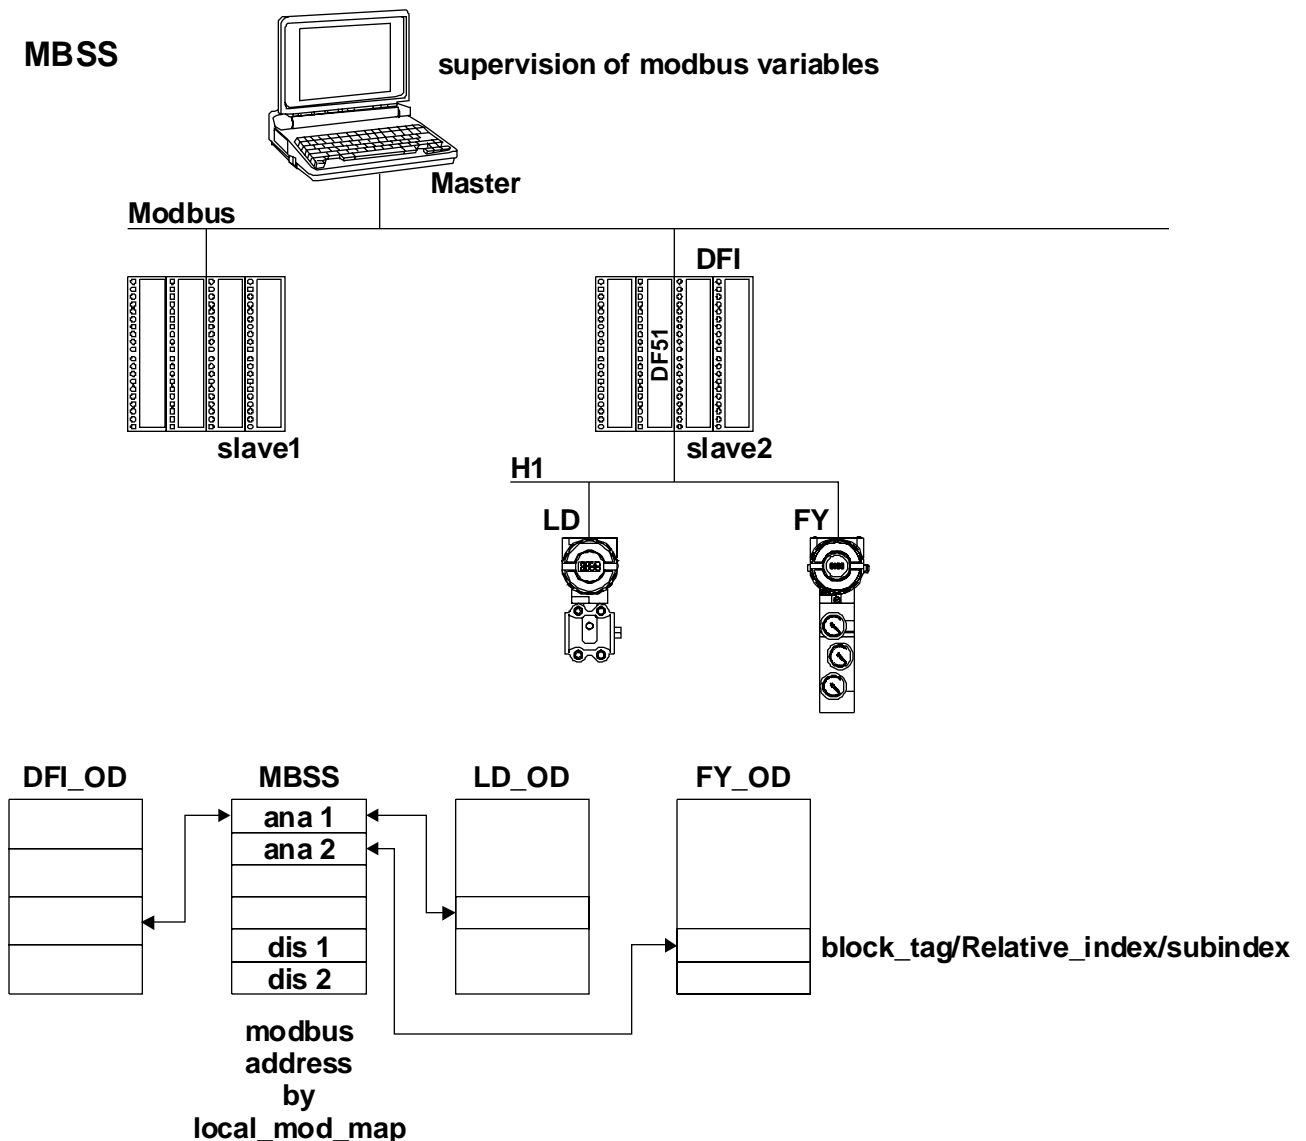 MBSS
supervision of modbus variables
Master
Modbus
DFI
DF51
slave1
slave2
H1
LD
FY
DFI_OD
MBSS
LD_OD
FY_OD
ana 1
ana 2
dis 1
dis 2
block_tag/Relative_index/subindex
modbus
address
by
local_mod_map